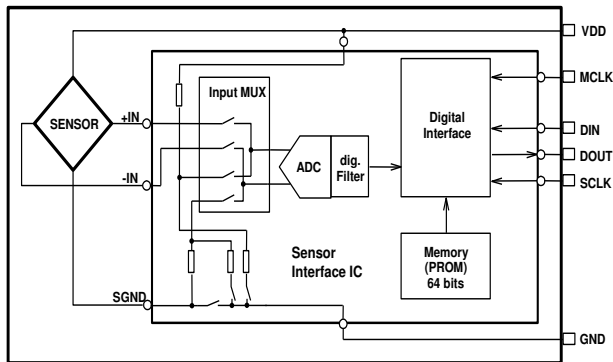 VDD
MCLK
Input MUX
+IN
SENSOR
Digital
Interface
DIN
DOUT
ADC
dig.
Filter
-IN
SCLK
Sensor
Interface IC
Memory
(PROM)
64 bits
SGND
GND